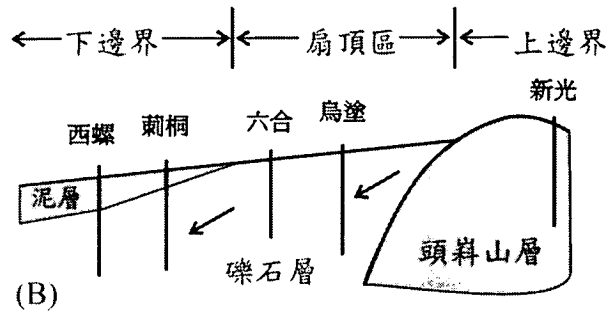 下邊界 扇頂區 上邊界
新光
西螺 莿桐 六合 烏塗
泥層
礫石層 頭嵙山層
(B)